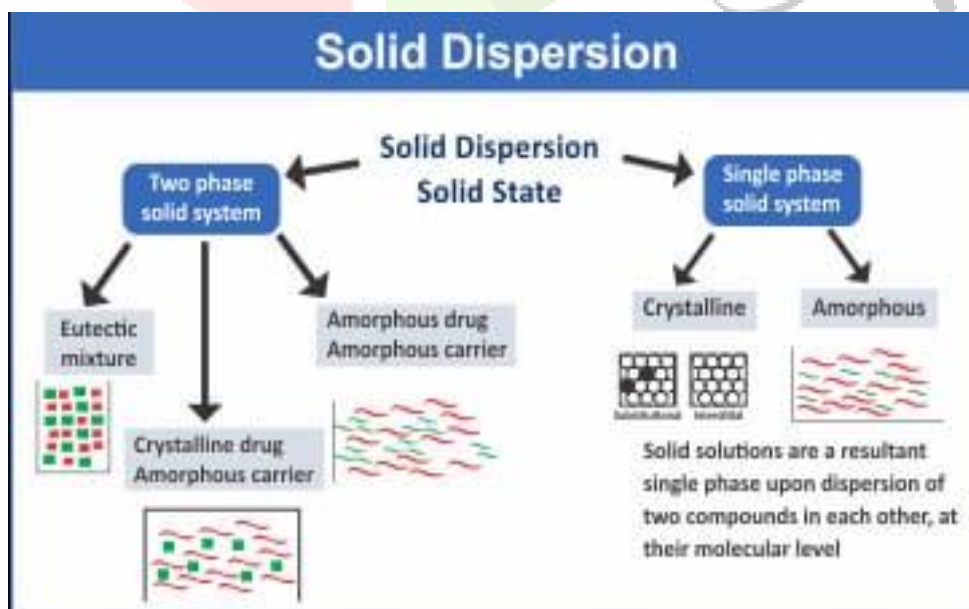 Solid Dispersion
Solid Dispersion
Solid State
Two phase
solid system
Single phase
solid system
Eutectic
mixture
Crystalline drug
Amorphous carrier
Amorphous drug
Amorphous carrier
Crystalline
Amorphous
Substitutional
Interstitial
Solid solutions are a resultant
single phase upon dispersion of
two compounds in each other, at
their molecular level